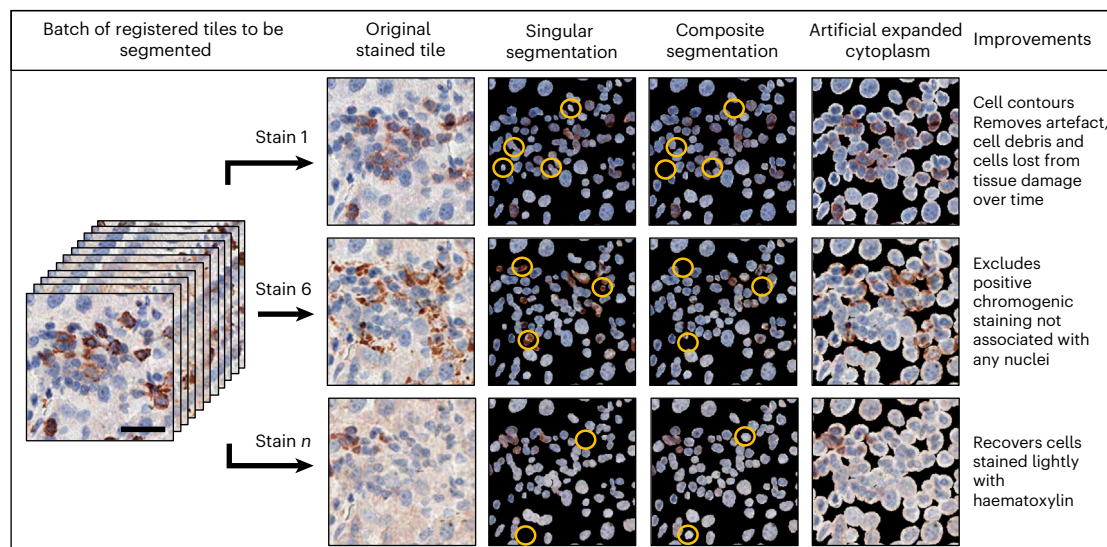 Batch of registered tiles to be
segmented
Original
stained tile
Singular
segmentation
Composite
segmentation
Artificial expanded
cytoplasm
Improvements
Stain 1
Cell contours
Removes artefact,
cell debris and
cells lost from
tissue damage
over time
Stain 6
Excludes
positive
chromogenic
staining not
associated with
any nuclei
Stain n
Recovers cells
stained lightly
with
haematoxylin